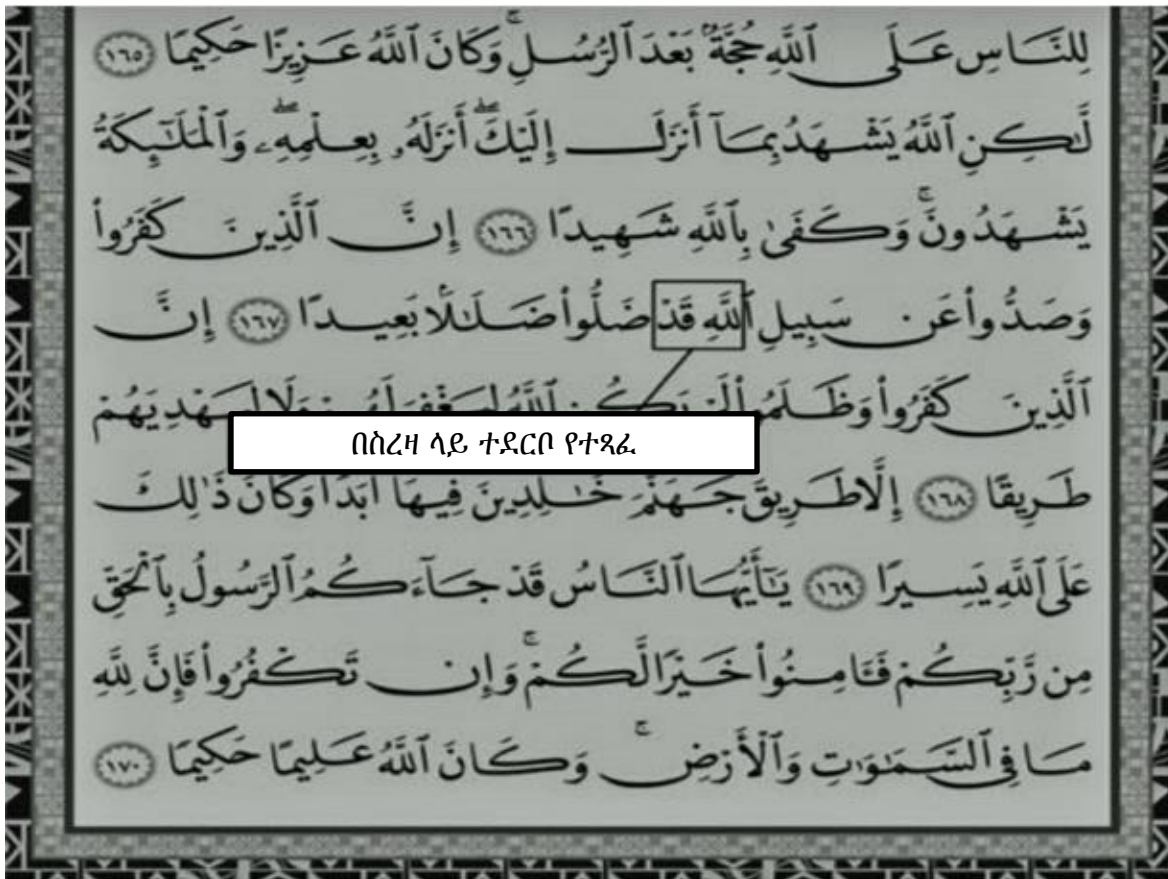 لِلنَّاسِ عَلَى ٱللَّهِ حُجَّةٌۢ بَعْدَ ٱلرُّسُلِۚ وَكَانَ ٱللَّهُ عَزِيزًا حَكِيمًا ١٦٥
لَّٰكِنِ ٱللَّهُ يَشْهَدُ بِمَآ أَنزَلَ إِلَيْكَۖ أَنزَلَهُۥ بِعِلْمِهِۦۖ وَٱلْمَلَٰٓئِكَةُ
يَشْهَدُونَۚ وَكَفَىٰ بِٱللَّهِ شَهِيدًا ١٦٦ إِنَّ ٱلَّذِينَ كَفَرُوا۟
وَصَدُّوا۟ عَن سَبِيلِ ٱللَّهِ قَدْ ضَلُّوا۟ ضَلَٰلًۢا بَعِيدًا ١٦٧ إِنَّ
ٱلَّذِينَ كَفَرُوا۟ وَظَلَمُوا۟ لَمْ يَكُنِ ٱللَّهُ لِيَغْفِرَ لَهُمْ وَلَا لِيَهْدِيَهُمْ
በስረዛ ላይ ተደርቦ የተጻፈ
طَرِيقًا ١٦٨ إِلَّا طَرِيقَ جَهَنَّمَ خَٰلِدِينَ فِيهَآ أَبَدًا وَكَانَ ذَٰلِكَ
عَلَى ٱللَّهِ يَسِيرًا ١٦٩ يَٰٓأَيُّهَا ٱلنَّاسُ قَدْ جَآءَكُمُ ٱلرَّسُولُ بِٱلْحَقِّ
مِن رَّبِّكُمْ فَـَٔامِنُوا۟ خَيْرًا لَّكُمْۚ وَإِن تَكْفُرُوا۟ فَإِنَّ لِلَّهِ
مَا فِى ٱلسَّمَٰوَٰتِ وَٱلْأَرْضِۚ وَكَانَ ٱللَّهُ عَلِيمًا حَكِيمًا ١٧٠